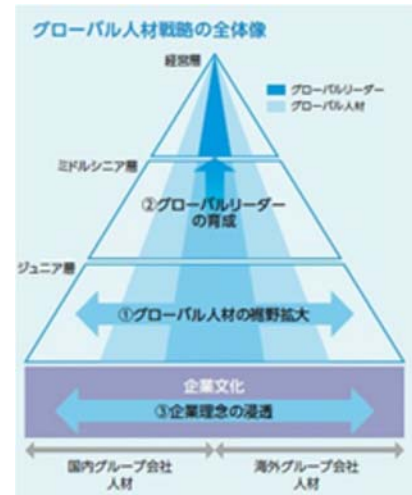 グローバル人材戦略の全体像
経営層
グローバルリーダー
グローバル人材
ミドルシニア層
②グローバルリーダー
の育成
ジュニア層
①グローバル人材の裾野拡大
企業文化
③企業理念の浸透
国内グループ会社
人材
海外グループ会社
人材